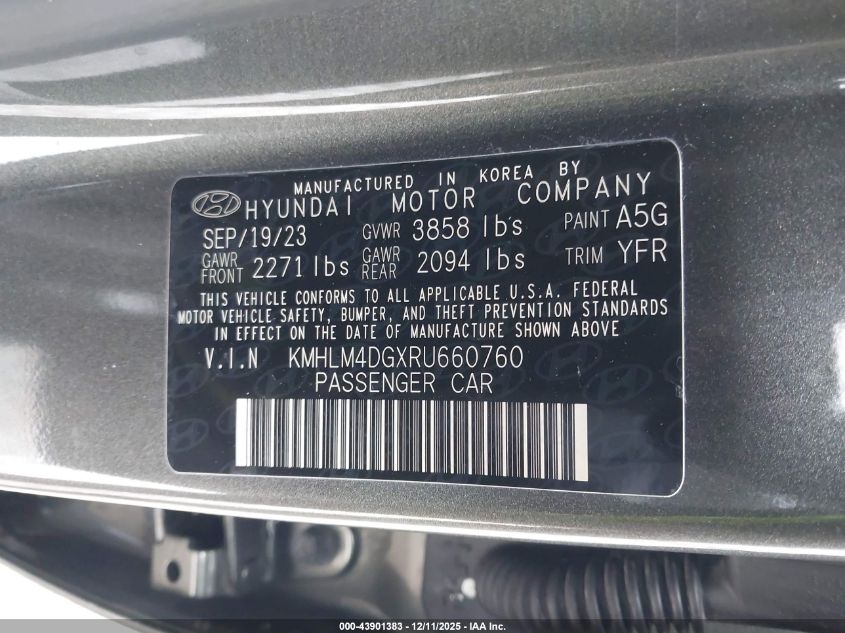 MANUFACTURED IN KOREA BY
HYUNDAI MOTOR COMPANY
SEP/19/23 GVWR 3858 lbs PAINT A5G
GAWR FRONT 2271 lbs GAWR REAR 2094 lbs TRIM YFR
THIS VEHICLE CONFORMS TO ALL APPLICABLE U.S.A. FEDERAL
MOTOR VEHICLE SAFETY, BUMPER, AND THEFT PREVENTION STANDARDS
IN EFFECT ON THE DATE OF MANUFACTURE SHOWN ABOVE
V.I.N KMHLM4DGXRU660760
PASSENGER CAR
000-43901383 - 12/11/2025 - IAA Inc.